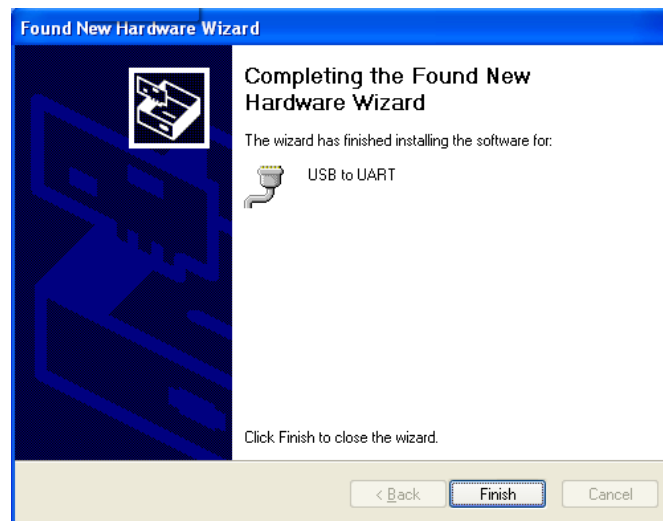 Found New Hardware Wizard
Completing the Found New
Hardware Wizard
The wizard has finished installing the software for:
USB to UART
Click Finish to close the wizard.
< Back
Finish
Cancel